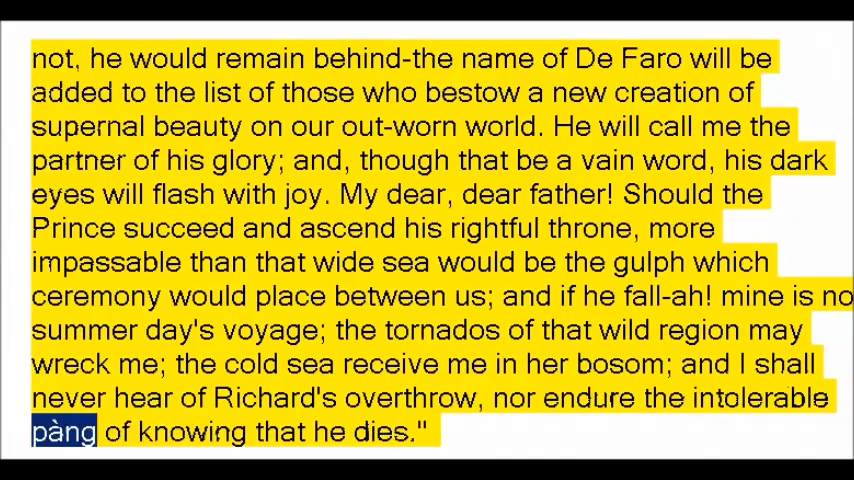 not, he would remain behind-the name of De Faro will be
added to the list of those who bestow a new creation of
supernal beauty on our out-worn world. He will call me the
partner of his glory; and, though that be a vain word, his dark
eyes will flash with joy. My dear, dear father! Should the
Prince succeed and ascend his rightful throne, more
impassable than that wide sea would be the gulph which
ceremony would place between us; and if he fall-ah! mine is no
summer day's voyage; the tornados of that wild region may
wreck me; the cold sea receive me in her bosom; and I shall
never hear of Richard's overthrow, nor endure the intolerable
pàng of knowing that he dies."